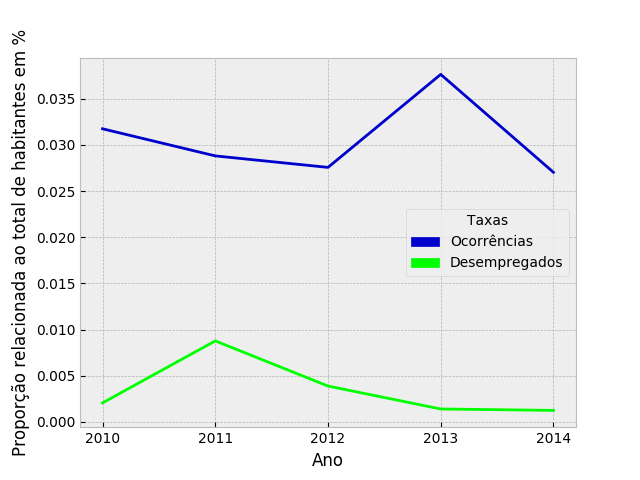 Proporção relacionada ao total de habitantes em %
0.035
0.030
0.025
0.020
0.015
0.010
0.005
0.000
Taxas
Ocorrências
Desempregados
2010 2011 2012 2013 2014
Ano